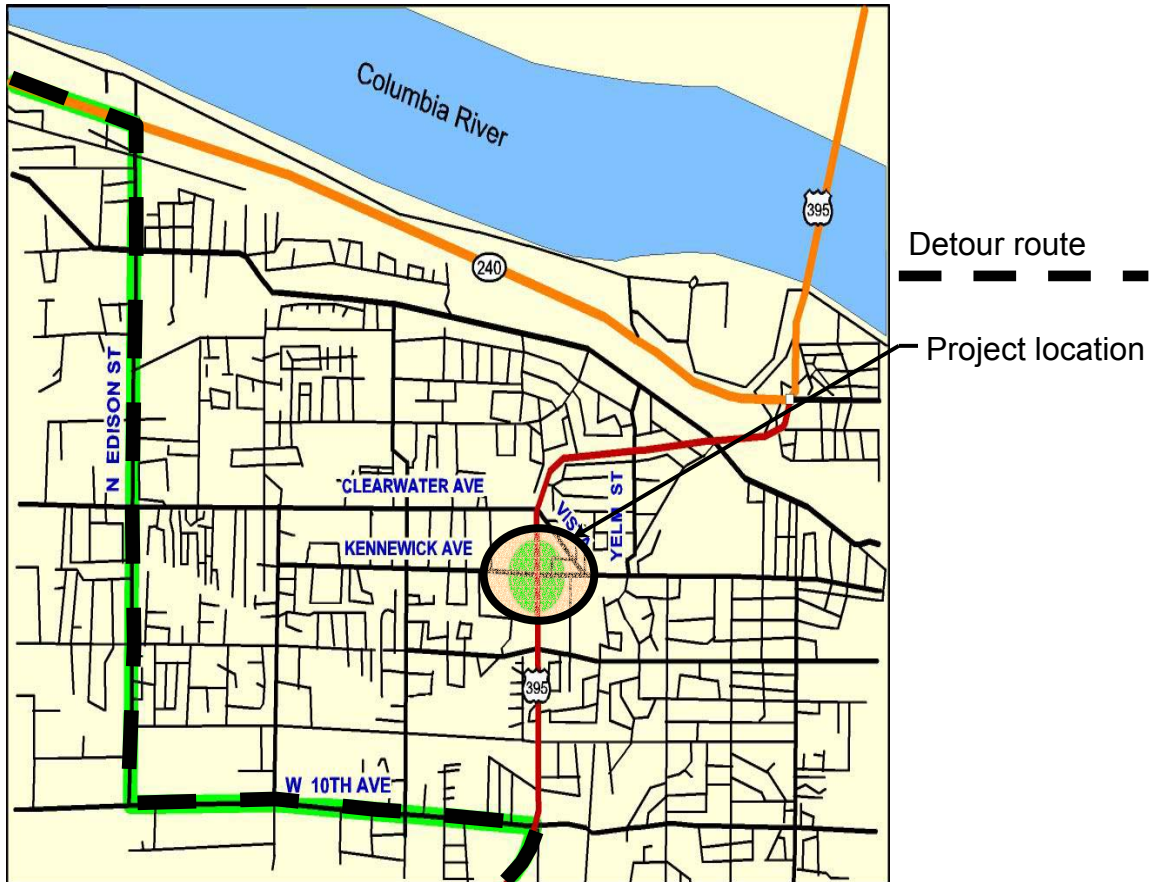 Columbia River
395
Detour route
240
Project location
N EDISON ST
CLEARWATER AVE
VIS
YELM ST
KENNEWICK AVE
395
W 10TH AVE